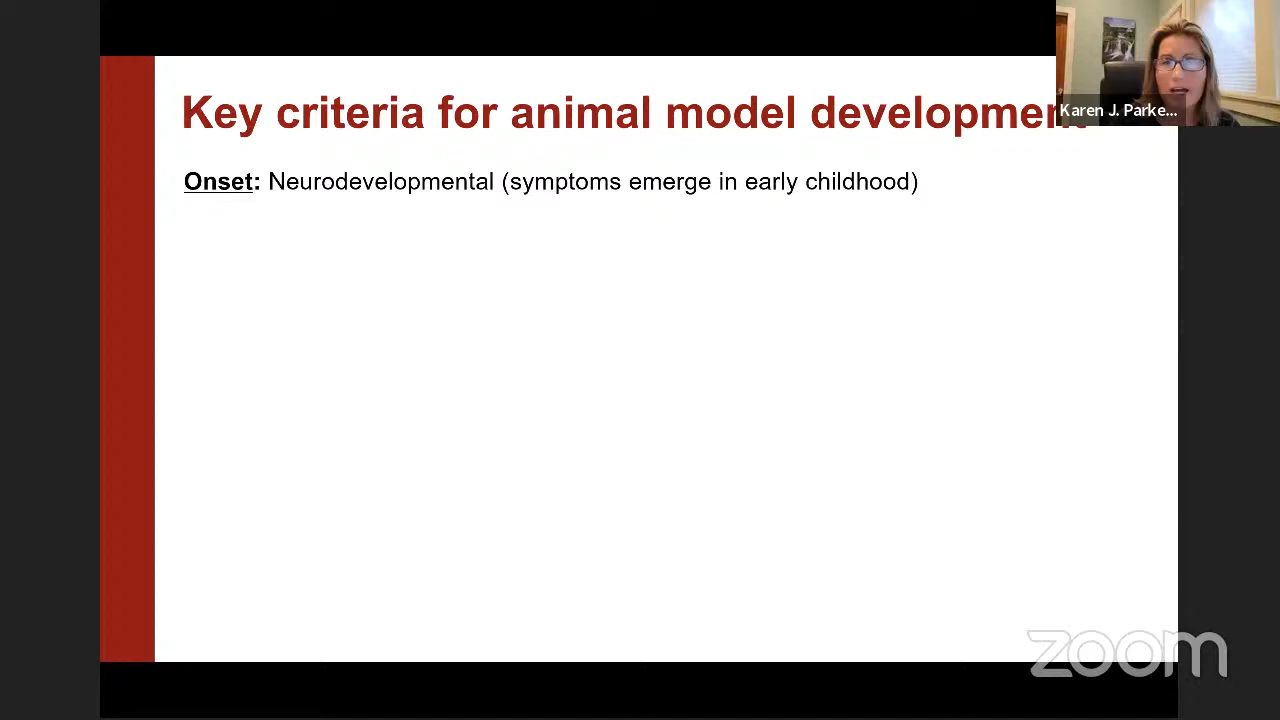 Key criteria for animal model development
Karen J. Parke...
Onset: Neurodevelopmental (symptoms emerge in early childhood)
zoom